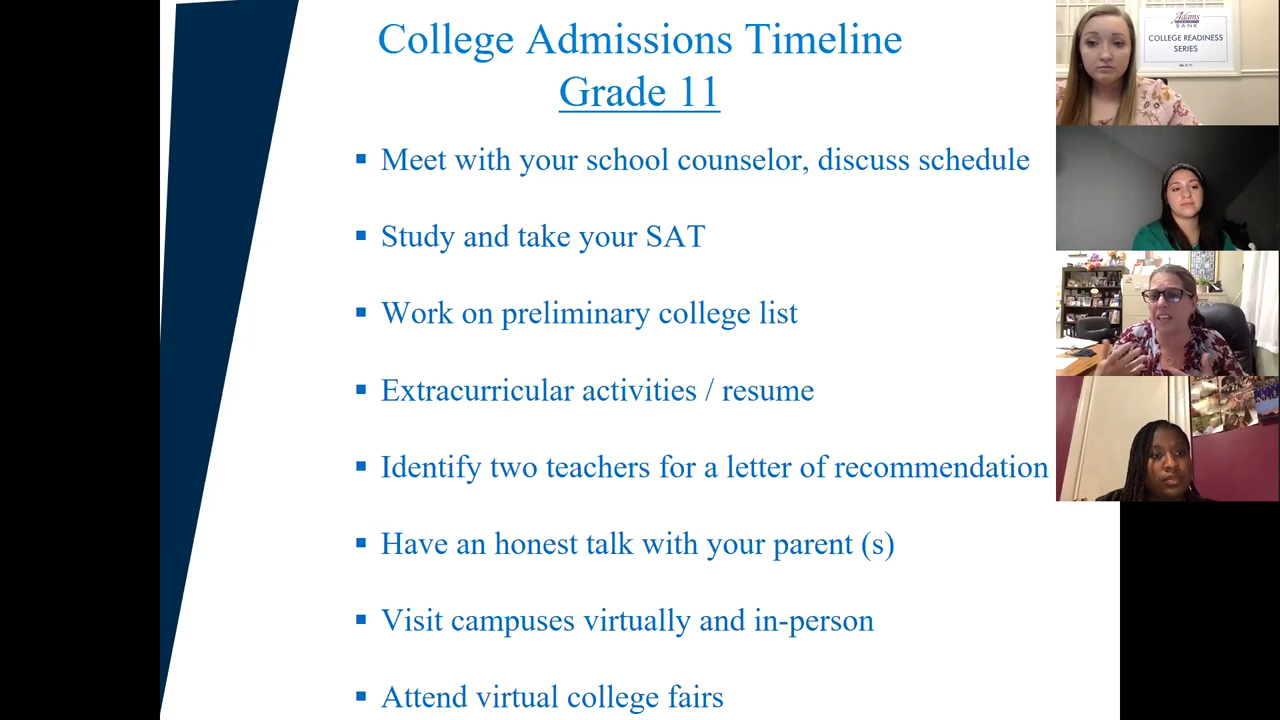 College Admissions Timeline
Grade 11
▪ Meet with your school counselor, discuss schedule
▪ Study and take your SAT
▪ Work on preliminary college list
▪ Extracurricular activities / resume
▪ Identify two teachers for a letter of recommendation
▪ Have an honest talk with your parent (s)
▪ Visit campuses virtually and in-person
▪ Attend virtual college fairs
Adams
BANK
COLLEGE READINESS
SERIES